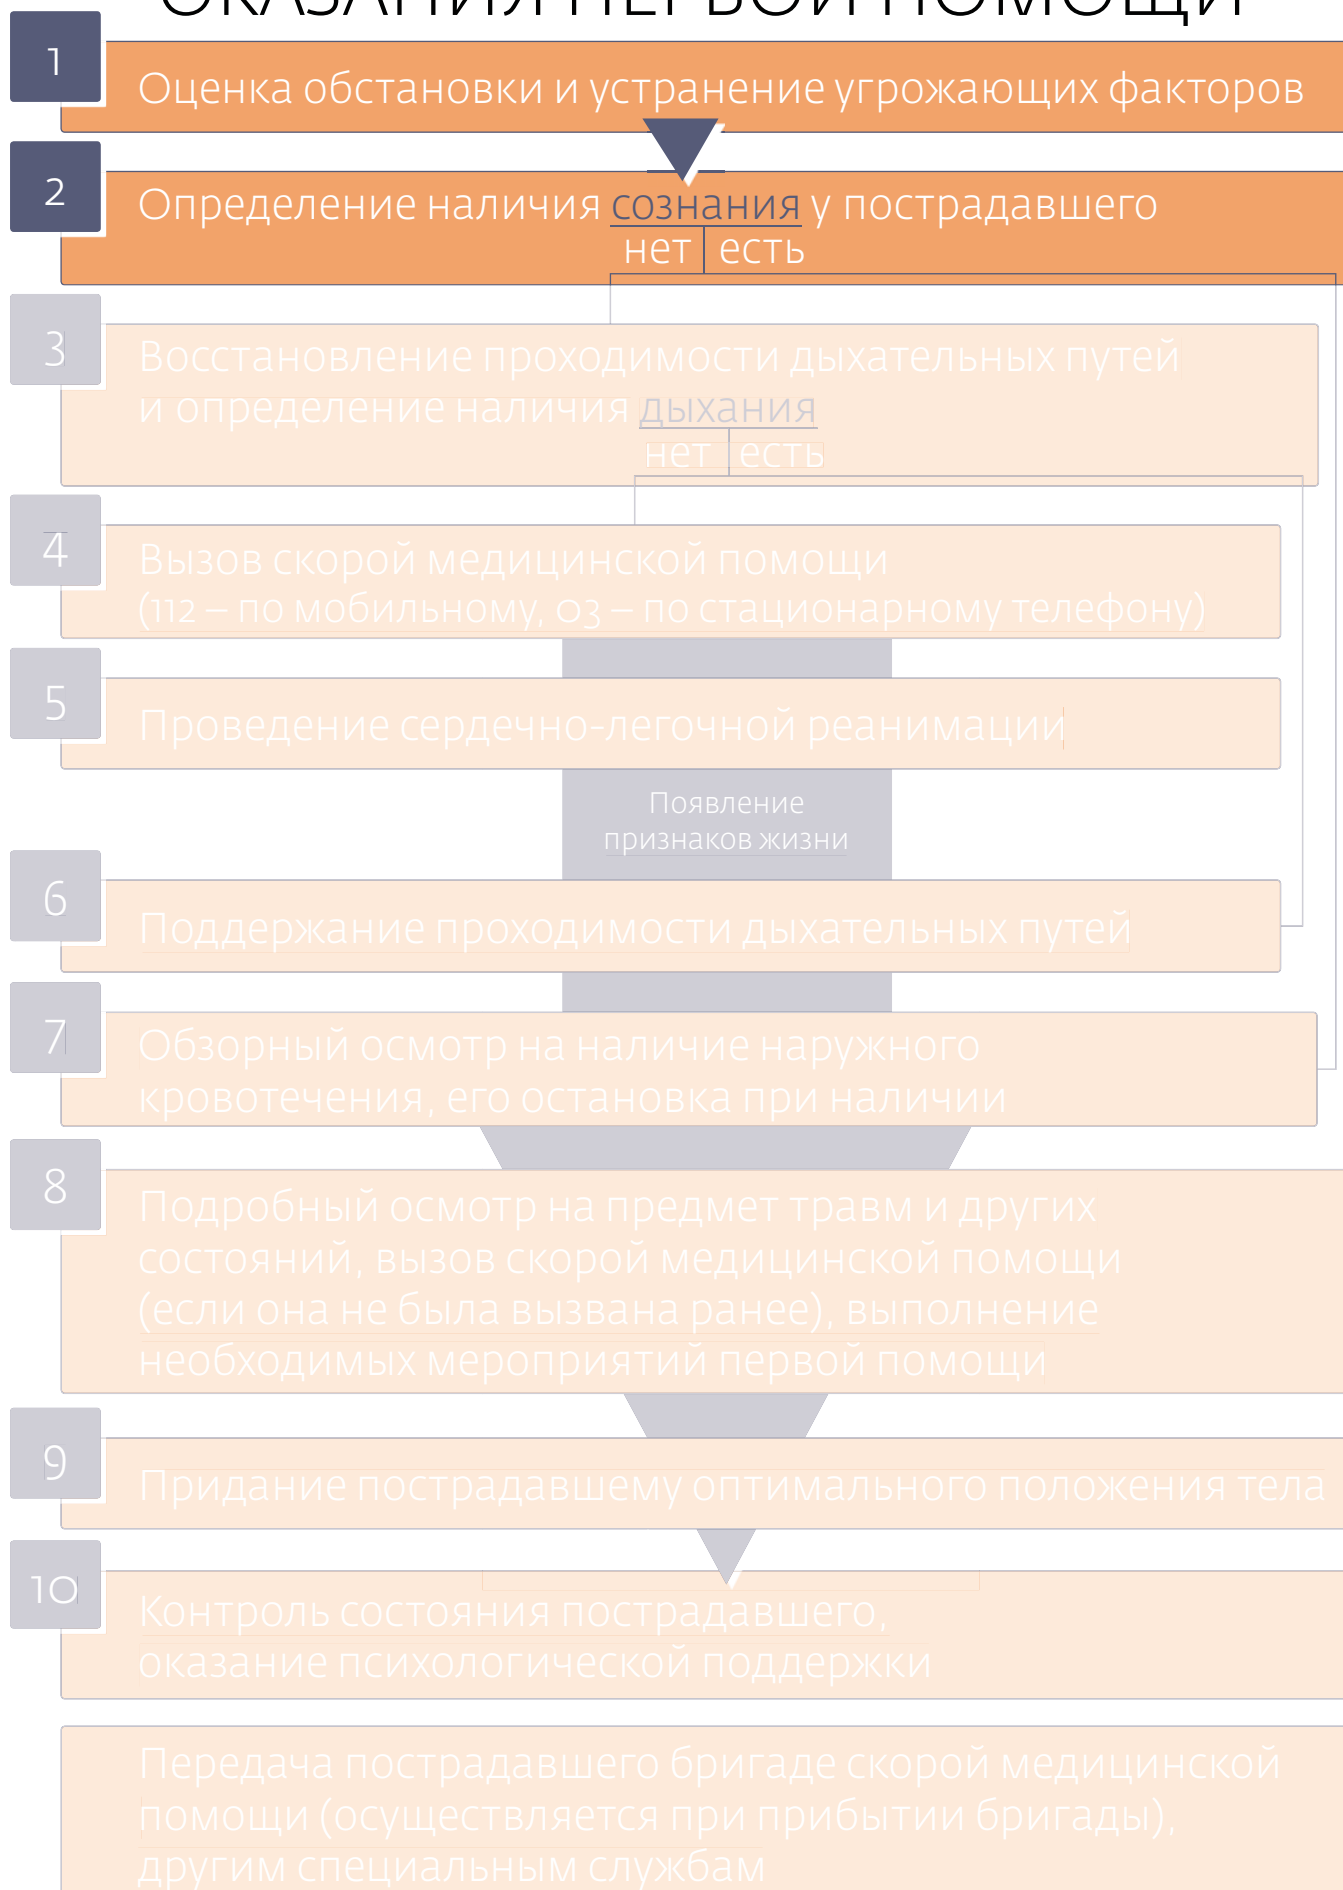 ОКАЗАНИЯ ПЕРВОЙ ПОМОЩИ
1
Оценка обстановки и устранение угрожающих факторов
2
Определение наличия сознания у пострадавшего
нет есть
3
Восстановление проходимости дыхательных путей
и определение наличия дыхания
нет есть
4
Вызов скорой медицинской помощи
(112 – по мобильному, 03 – по стационарному телефону)
5
Проведение сердечно-легочной реанимации
Появление
признаков жизни
6
Поддержание проходимости дыхательных путей
7
Обзорный осмотр на наличие наружного
кровотечения, его остановка при наличии
8
Подробный осмотр на предмет травм и других
состояний, вызов скорой медицинской помощи
(если она не была вызвана ранее), выполнение
необходимых мероприятий первой помощи
9
Придание пострадавшему оптимального положения тела
10
Контроль состояния пострадавшего,
оказание психологической поддержки
Передача пострадавшего бригаде скорой медицинской
помощи (осуществляется при прибытии бригады),
другим специальным службам